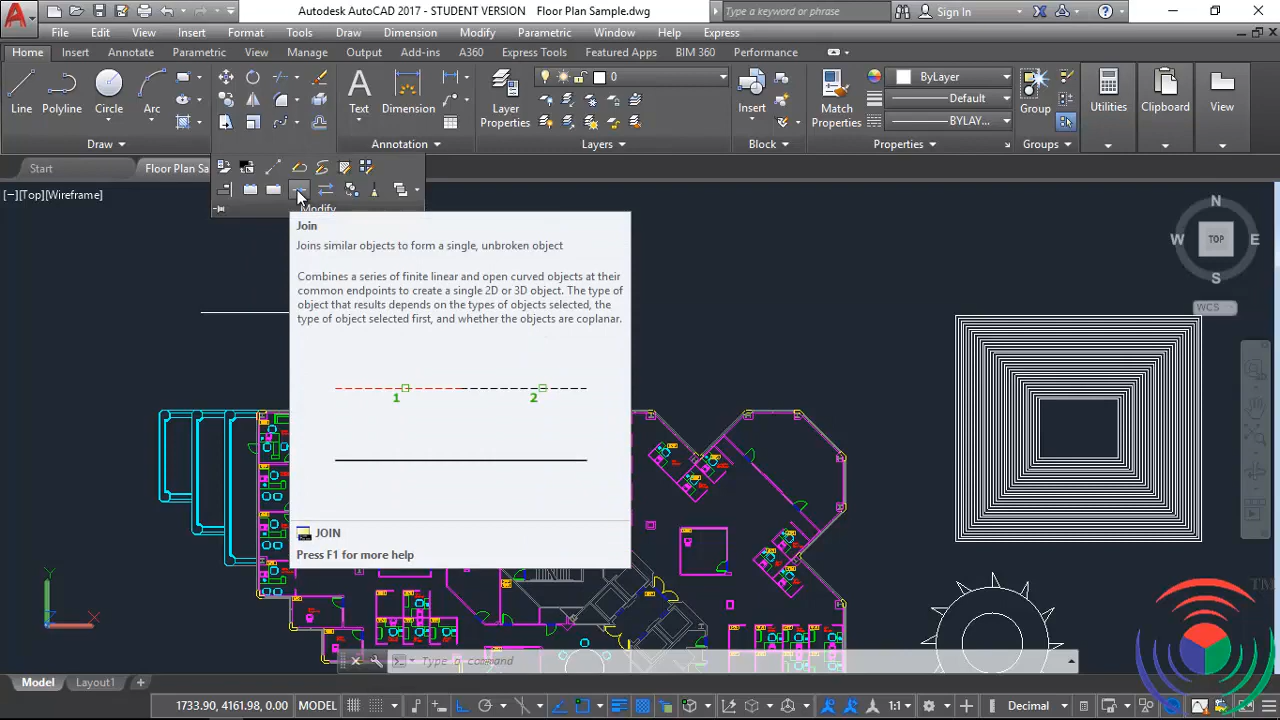 Autodesk AutoCAD 2017 - STUDENT VERSION Floor Plan Sample.dwg
Type a keyword or phrase
Sign In
File Edit View Insert Format Tools Draw Dimension Modify Parametric Window Help Express
Home Insert Annotate Parametric View Manage Output Add-ins A360 Express Tools Featured Apps BIM 360 Performance
0
ByLayer
Default
BYLAY...
Line Polyline Circle Arc
Text Dimension
Layer
Properties
Insert
Match
Properties
Group
Utilities
Clipboard
View
Draw
Annotation
Layers
Block
Properties
Groups
Start
Floor Plan Sa
[−][Top][Wireframe]
Modify
Join
Joins similar objects to form a single, unbroken object
Combines a series of finite linear and open curved objects at their
common endpoints to create a single 2D or 3D object. The type of
object that results depends on the types of objects selected, the
type of object selected first, and whether the objects are coplanar.
1 2
JOIN
Press F1 for more help
N
W TOP E
S
WCS
Y
X
TM
Type a command
Model Layout1
1733.90, 4161.98, 0.00 MODEL
1:1
Decimal